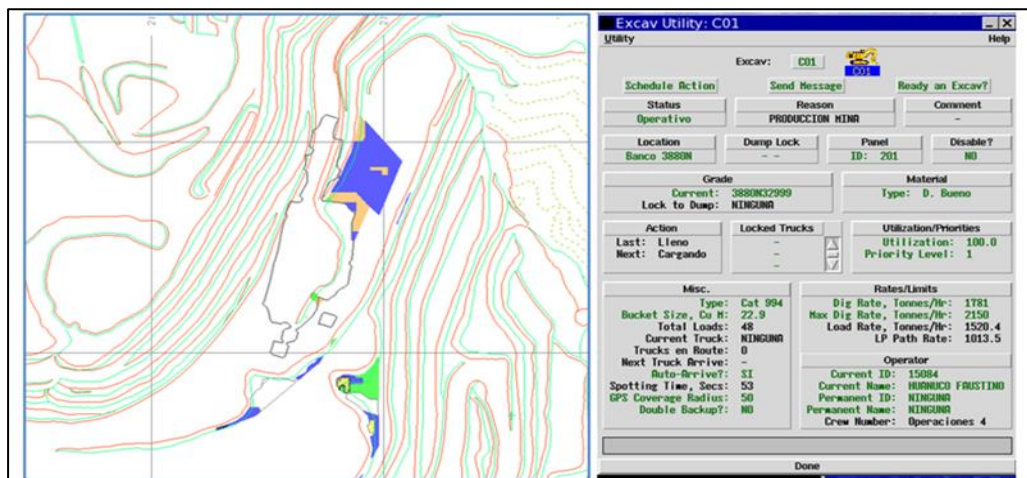 Excav Utility: C01
Utility Help
Excav: C01
C01
Schedule Action Send Message Ready an Excav?
Status Reason Comment
Operativo PRODUCCION MINA -
Location Dump Lock Panel Disable?
Banco 3880N - - ID: 201 NO
Grade Material
Current: 3880N32999 Type: D. Bueno
Lock to Dump: NINGUNA
Action Locked Trucks Utilization/Priorities
Last: Lleno - Utilization: 100.0
Next: Cargando - Priority Level: 1
-
Misc. Rates/Limits
Type: Cat 994 Dig Rate, Tonnes/Hr: 1781
Bucket Size, Cu M: 22.9 Max Dig Rate, Tonnes/Hr: 2150
Total Loads: 48 Load Rate, Tonnes/Hr: 1520.4
Current Truck: NINGUNA LP Path Rate: 1013.5
Trucks en Route: 0
Next Truck Arrive: - Operator
Auto-Arrive?: SI Current ID: 15084
Spotting Time, Secs: 53 Current Name: HUANUCO FAUSTINO
GPS Coverage Radius: 50 Permanent ID: NINGUNA
Double Backup?: NO Permanent Name: NINGUNA
Crew Number: Operaciones 4
Done